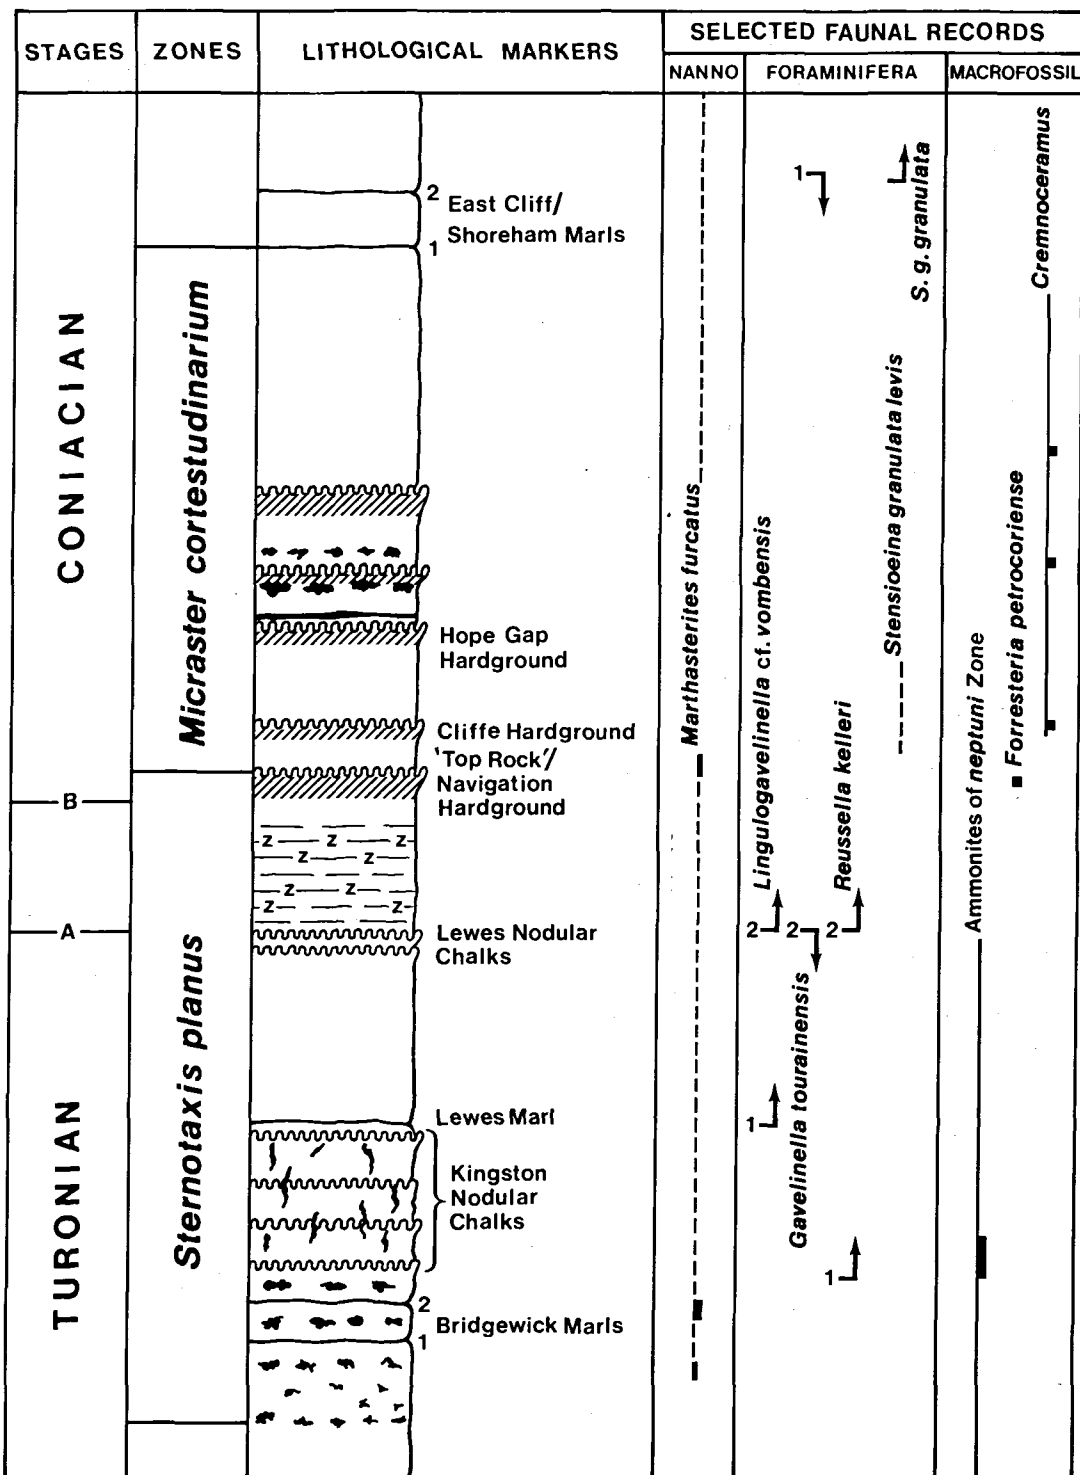 STAGES
ZONES
LITHOLOGICAL MARKERS
SELECTED FAUNAL RECORDS
NANNO
FORAMINIFERA
MACROFOSSIL
CONIACIAN
B
A
TURONIAN
Micraster cortestudinarium
Sternotaxis planus
2
East Cliff/
Shoreham Marls
1
Hope Gap
Hardground
Cliffe Hardground
'Top Rock'/
Navigation
Hardground
z z z
z z
z z
z z
Lewes Nodular
Chalks
Lewes Marl
Kingston
Nodular
Chalks
2
Bridgewick Marls
1
Marthasterites furcatus
Lingulogavelinella cf. vombensis
2
1
1
2
Gavelinella tourainensis
Reussella kelleri
2
1
Stensioeina granulata levis
S. g. granulata
Ammonites of neptuni Zone
Forresteria petrocoriense
Cremnoceramus